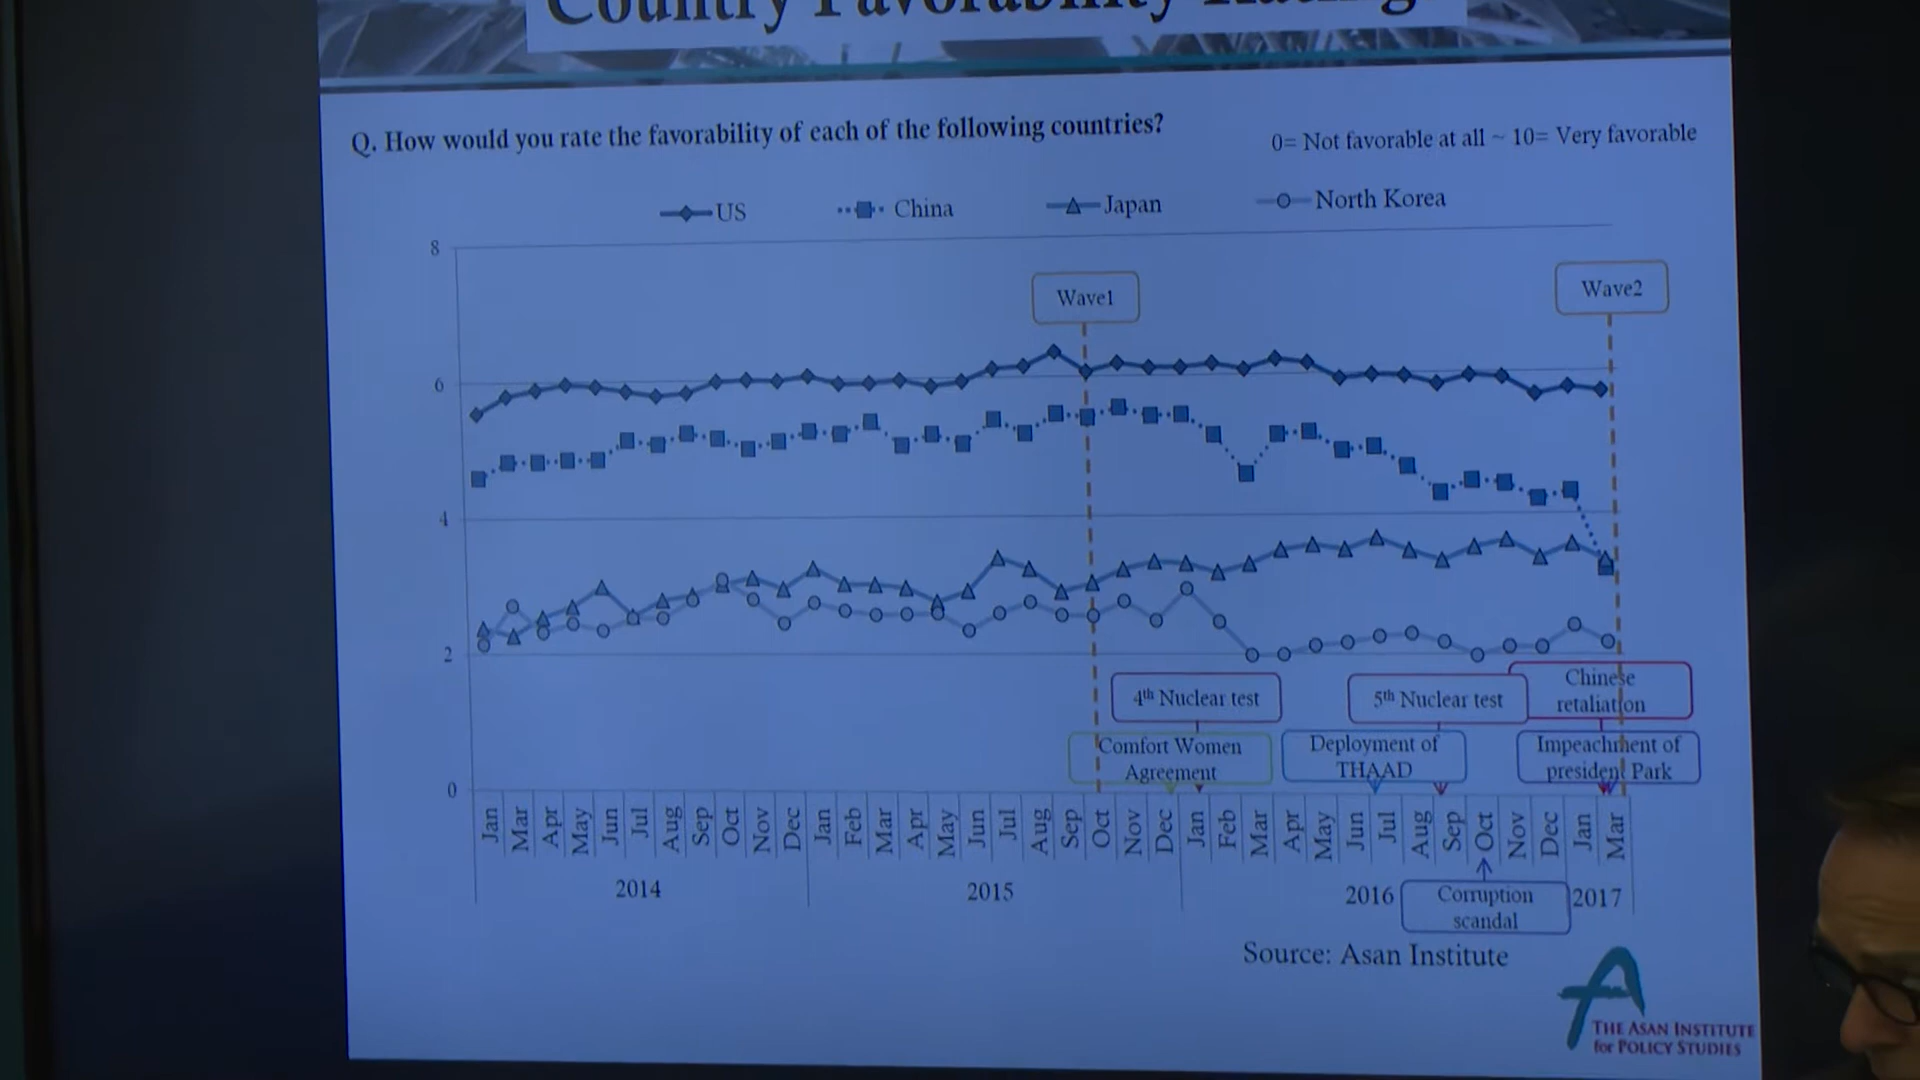 Country Favorability Ratings
Q. How would you rate the favorability of each of the following countries?
0= Not favorable at all ~ 10= Very favorable
US China Japan North Korea
8
6
4
2
0
Wave1
Wave2
4th Nuclear test
5th Nuclear test
Chinese
retaliation
Comfort Women
Agreement
Deployment of
THAAD
Impeachment of
president Park
Jan Mar Apr May Jun Jul Aug Sep Oct Nov Dec Jan Feb Mar Apr May Jun Jul Aug Sep Oct Nov Dec Jan Feb Mar Apr May Jun Jul Aug Sep Oct Nov Dec Jan Mar
2014 2015 2016 2017
Corruption
scandal
Source: Asan Institute
THE ASAN INSTITUTE
for POLICY STUDIES